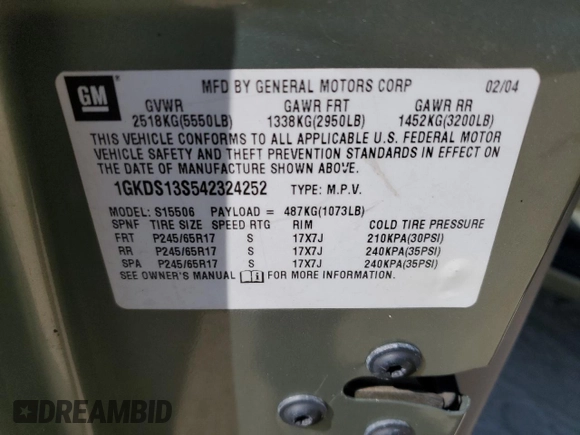 GM
MFD BY GENERAL MOTORS CORP 02/04
GVWR GAWR FRT GAWR RR
2518KG(5550LB) 1338KG(2950LB) 1452KG(3200LB)
THIS VEHICLE CONFORMS TO ALL APPLICABLE U.S. FEDERAL MOTOR
VEHICLE SAFETY AND THEFT PREVENTION STANDARDS IN EFFECT ON
THE DATE OF MANUFACTURE SHOWN ABOVE.
1GKDS13S542324252 TYPE: M.P.V.
MODEL: S15506 PAYLOAD = 487KG(1073LB)
SPNF TIRE SIZE SPEED RTG RIM COLD TIRE PRESSURE
FRT P245/65R17 S 17X7J 210KPA(30PSI)
RR P245/65R17 S 17X7J 240KPA(35PSI)
SPA P245/65R17 S 17X7J 240KPA(35PSI)
SEE OWNER'S MANUAL FOR MORE INFORMATION.
DREAMBID